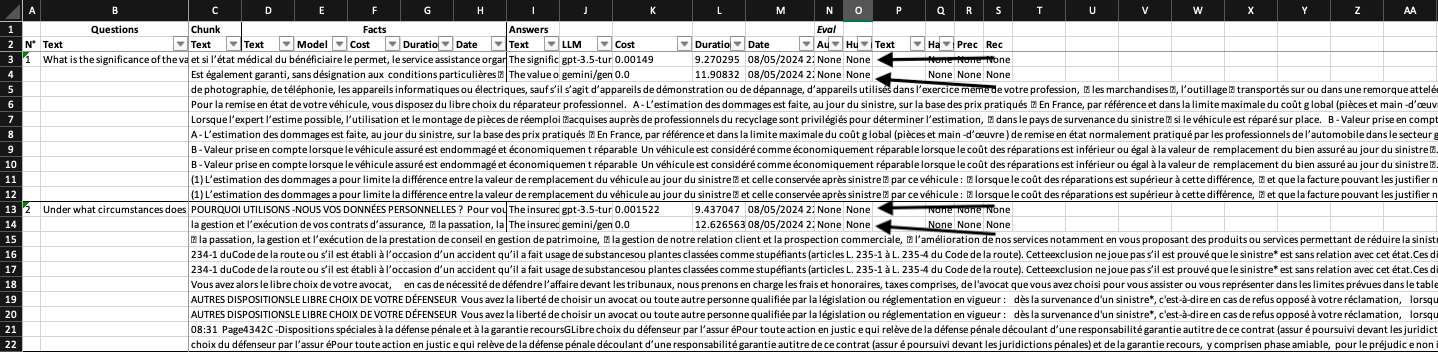 A B C D E F G H I J K L M N O P Q R S T U V W X Y Z AA
1 Questions Chunk Facts Answers Eval
2 N° Text Text Text Model Cost Duratio Date Text LLM Cost Duratio Date Au Hu Text Ha Prec Rec
3 1 What is the significance of the va et si l'état médical du bénéficiaire le permet, le service assistance organ The signific gpt-3.5-tur 0.00149 9.270295 08/05/2024 22 None None None None None
4 Est également garanti, sans désignation aux conditions particulières The value o gemini/gen 0.0 11.90832 08/05/2024 22 None None None None None
5 de photographie, de téléphonie, les appareils informatiques ou électriques, sauf s'il s'agit d'appareils de démonstration ou de dépannage, d'appareils utilisés dans l'exercice même de votre profession, les marchandises, l'outillage transportés sur ou dans une remorque attelé
6 Pour la remise en état de votre véhicule, vous disposez du libre choix du réparateur professionnel. A - L'estimation des dommages est faite, au jour du sinistre, sur la base des prix pratiqués En France, par référence et dans la limite maximale du coût g lobal (pièces et main -d'œuv
7 Lorsque l'expert l'estime possible, l'utilisation et le montage de pièces de réemploi acquises auprès de professionnels du recyclage sont privilégiés pour déterminer l'estimation, dans le pays de survenance du sinistre si le véhicule est réparé sur place. B - Valeur prise en compt
8 A - L'estimation des dommages est faite, au jour du sinistre, sur la base des prix pratiqués En France, par référence et dans la limite maximale du coût g lobal (pièces et main -d'œuvre ) de remise en état normalement pratiqué par les professionnels de l'automobile dans le secteur g
9 B - Valeur prise en compte lorsque le véhicule assuré est endommagé et économiquement r éparable Un véhicule est considéré comme économiquement réparable lorsque le coût des réparations est inférieur ou égal à la valeur de remplacement du bien assuré au jour du sinistre
10 B - Valeur prise en compte lorsque le véhicule assuré est endommagé et économiquement r éparable Un véhicule est considéré comme économiquement réparable lorsque le coût des réparations est inférieur ou égal à la valeur de remplacement du bien assuré au jour du sinistre
11 (1) L'estimation des dommages a pour limite la différence entre la valeur de remplacement du véhicule au jour du sinistre et celle conservée après sinistre par ce véhicule : lorsque le coût des réparations est supérieur à cette différence, et que la facture pouvant les justifier n
12 (1) L'estimation des dommages a pour limite la différence entre la valeur de remplacement du véhicule au jour du sinistre et celle conservée après sinistre par ce véhicule : lorsque le coût des réparations est supérieur à cette différence, et que la facture pouvant les justifier n
13 2 Under what circumstances does POURQUOI UTILISONS -NOUS VOS DONNÉES PERSONNELLES ? Pour vou The insured gpt-3.5-tur 0.001522 9.437047 08/05/2024 22 None None None None None
14 la gestion et l'exécution de vos contrats d'assurance, la passation, la The insured gemini/gen 0.0 12.626563 08/05/2024 22 None None None None None
15 la passation, la gestion et l'exécution de la prestation de conseil en gestion de patrimoine, la gestion de notre relation client et la prospection commerciale, l'amélioration de nos services notamment en vous proposant des produits ou services permettant de réduire la sinistr
16 234-1 duCode de la route ou s'il est établi à l'occasion d'un accident qu'il a fait usage de substancesou plantes classées comme stupéfiants (articles L. 235-1 à L. 235-4 du Code de la route). Cetteexclusion ne joue pas s'il est prouvé que le sinistre* est sans relation avec cet état.Ces di
17 234-1 duCode de la route ou s'il est établi à l'occasion d'un accident qu'il a fait usage de substancesou plantes classées comme stupéfiants (articles L. 235-1 à L. 235-4 du Code de la route). Cetteexclusion ne joue pas s'il est prouvé que le sinistre* est sans relation avec cet état.Ces di
18 Vous avez alors le libre choix de votre avocat, en cas de nécessité de défendre l'affaire devant les tribunaux, nous prenons en charge les frais et honoraires, taxes comprises, de l'avocat que vous avez choisi pour vous assister ou vous représenter dans les limites prévues dans le table
19 AUTRES DISPOSITIONSLE LIBRE CHOIX DE VOTRE DÉFENSEUR Vous avez la liberté de choisir un avocat ou toute autre personne qualifiée par la législation ou réglementation en vigueur : dès la survenance d'un sinistre*, c'est-à-dire en cas de refus opposé à votre réclamation, lorsq
20 AUTRES DISPOSITIONSLE LIBRE CHOIX DE VOTRE DÉFENSEUR Vous avez la liberté de choisir un avocat ou toute autre personne qualifiée par la législation ou réglementation en vigueur : dès la survenance d'un sinistre*, c'est-à-dire en cas de refus opposé à votre réclamation, lorsq
21 08:31 Page4342C -Dispositions spéciales à la défense pénale et à la garantie recoursGLibre choix du défenseur par l'assur éPour toute action en justic e qui relève de la défense pénale découlant d'une responsabilité garantie autitre de ce contrat (assur é poursuivi devant les juridict
22 choix du défenseur par l'assur éPour toute action en justic e qui relève de la défense pénale découlant d'une responsabilité garantie autitre de ce contrat (assur é poursuivi devant les juridictions pénales) et de la garantie recours, y comprisen phase amiable, pour le préjudic e non i